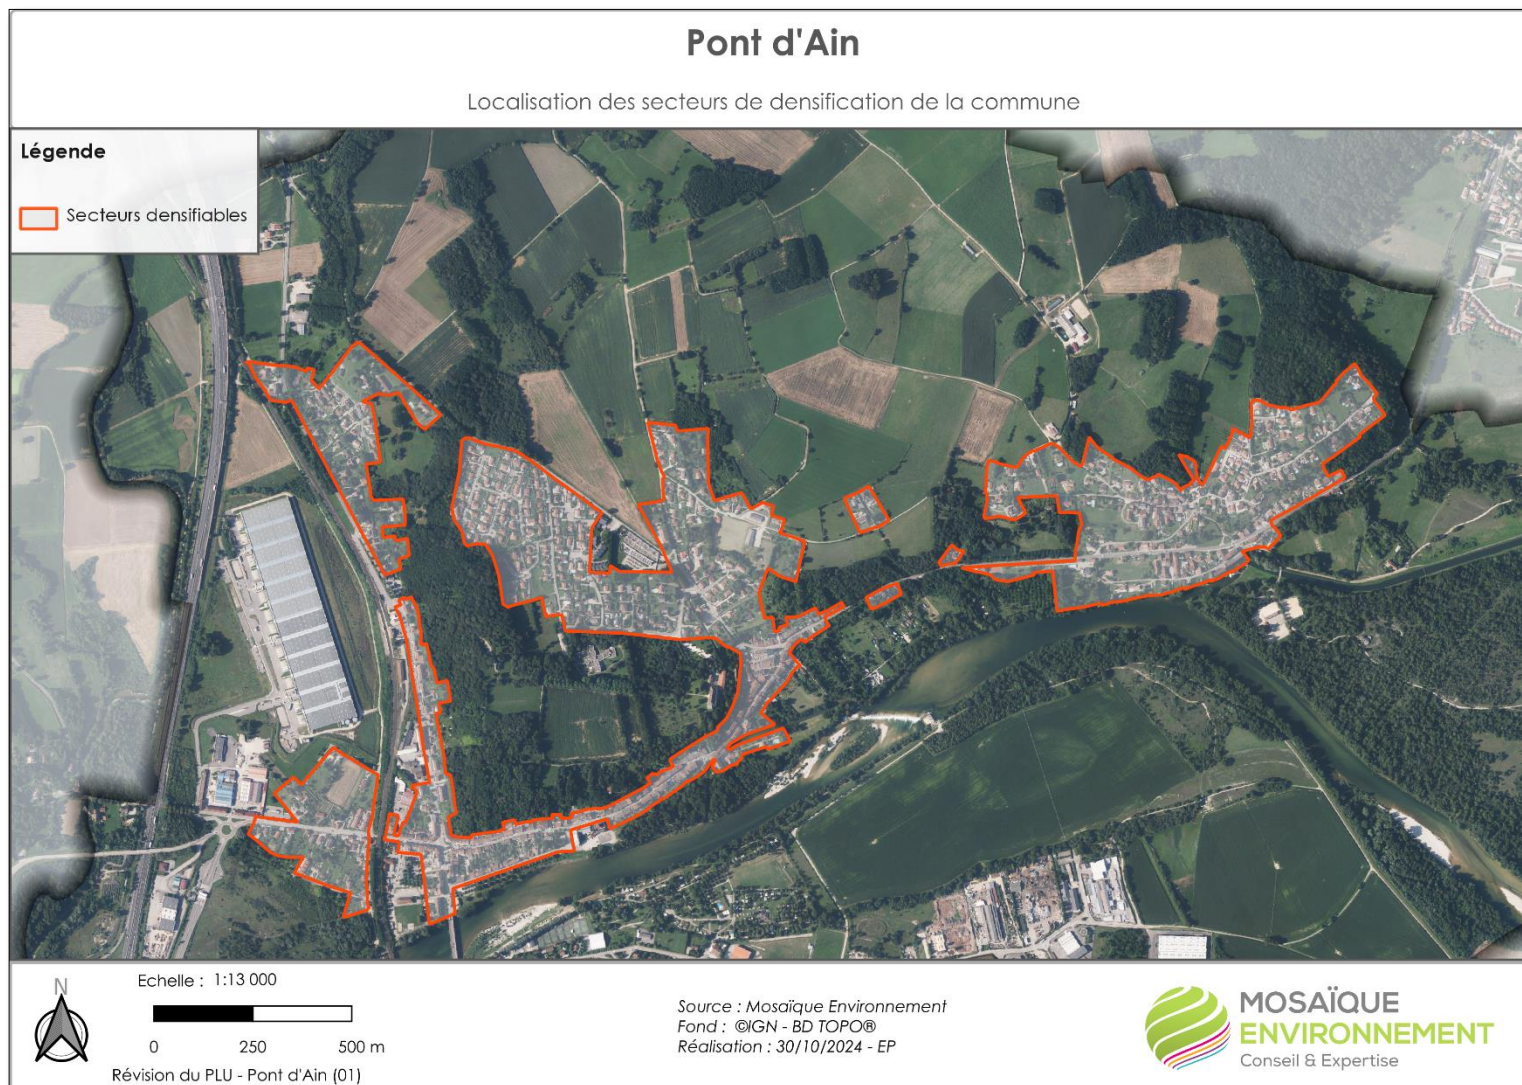 Pont d'Ain
Localisation des secteurs de densification de la commune
Légende
Secteurs densifiables
N
Echelle : 1:13 000
0 250 500 m
Révision du PLU - Pont d'Ain (01)
Source : Mosaïque Environnement
Fond : ©IGN - BD TOPO®
Réalisation : 30/10/2024 - EP
MOSAÏQUE
ENVIRONNEMENT
Conseil & Expertise